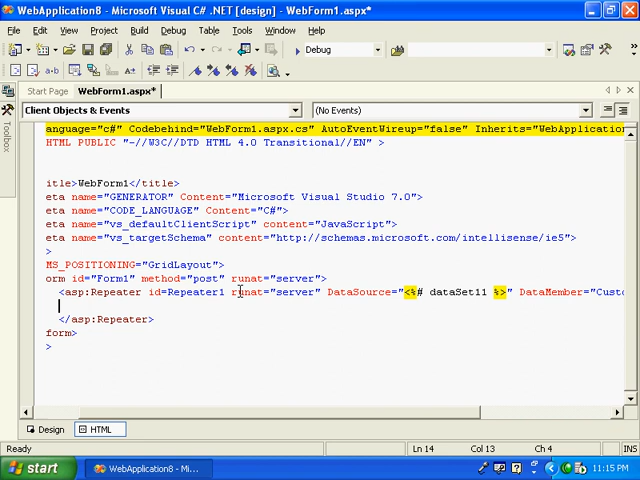 WebApplication8 - Microsoft Visual C# .NET [design] - WebForm1.aspx*
File Edit View Project Build Debug Table Tools Window Help
Debug
Start Page WebForm1.aspx*
Client Objects & Events (No Events)
Toolbox
anguage="c#" Codebehind="WebForm1.aspx.cs" AutoEventWireup="false" Inherits="WebApplication
HTML PUBLIC "-//W3C//DTD HTML 4.0 Transitional//EN" >
itle>WebForm1</title>
eta name="GENERATOR" Content="Microsoft Visual Studio 7.0">
eta name="CODE_LANGUAGE" Content="C#">
eta name="vs_defaultClientScript" content="JavaScript">
eta name="vs_targetSchema" content="http://schemas.microsoft.com/intellisense/ie5">
>
MS_POSITIONING="GridLayout">
orm id="Form1" method="post" runat="server">
<asp:Repeater id=Repeater1 runat="server" DataSource="<%# dataSet11 %>" DataMember="Custo
</asp:Repeater>
form>
>
Design HTML
Ready Ln 14 Col 13 Ch 4 INS
start WebApplication8 - Mi... 11:15 PM